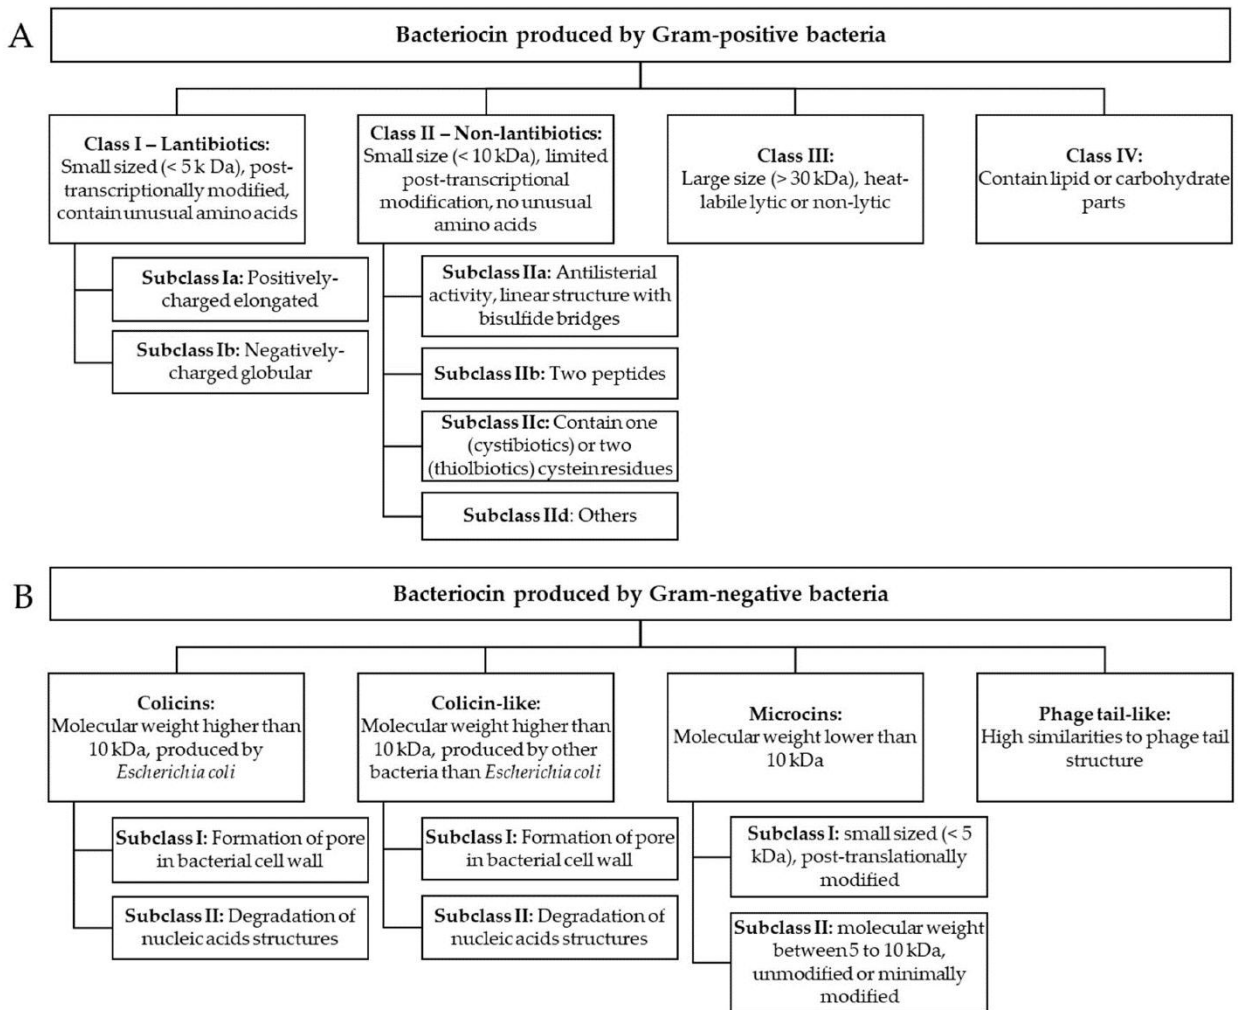 A
Bacteriocin produced by Gram-positive bacteria
Class I – Lantibiotics:
Small sized (< 5 k Da), post-
transcriptionally modified,
contain unusual amino acids
Subclass Ia: Positively-
charged elongated
Subclass Ib: Negatively-
charged globular
Class II – Non-lantibiotics:
Small size (< 10 kDa), limited
post-transcriptional
modification, no unusual
amino acids
Subclass IIa: Antilisterial
activity, linear structure with
bisulfide bridges
Subclass IIb: Two peptides
Subclass IIc: Contain one
(cystibiotics) or two
(thiolbiotics) cystein residues
Subclass IId: Others
Class III:
Large size (> 30 kDa), heat-
labile lytic or non-lytic
Class IV:
Contain lipid or carbohydrate
parts
B
Bacteriocin produced by Gram-negative bacteria
Colicins:
Molecular weight higher than
10 kDa, produced by
Escherichia coli
Subclass I: Formation of pore
in bacterial cell wall
Subclass II: Degradation of
nucleic acids structures
Colicin-like:
Molecular weight higher than
10 kDa, produced by other
bacteria than Escherichia coli
Subclass I: Formation of pore
in bacterial cell wall
Subclass II: Degradation of
nucleic acids structures
Microcins:
Molecular weight lower than
10 kDa
Subclass I: small sized (< 5
kDa), post-translationally
modified
Subclass II: molecular weight
between 5 to 10 kDa,
unmodified or minimally
modified
Phage tail-like:
High similarities to phage tail
structure